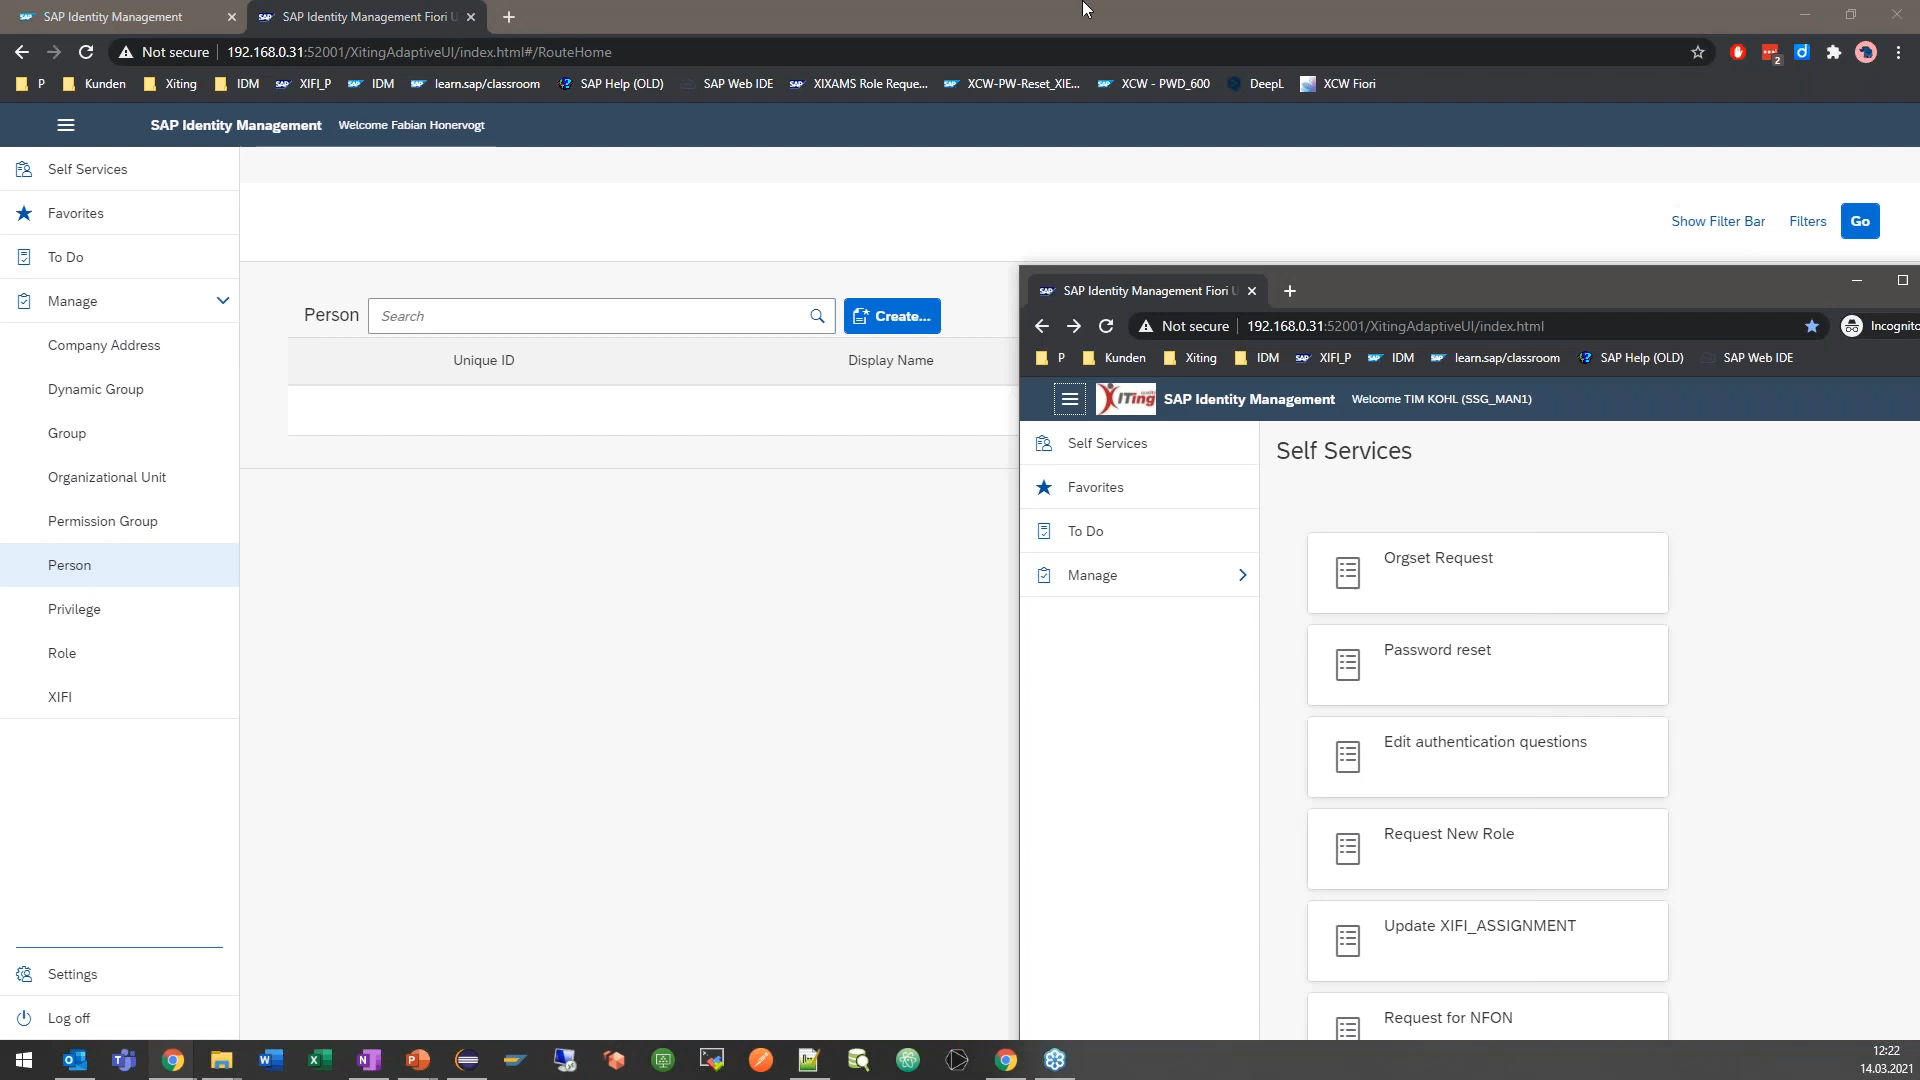 SAP Identity Management
SAP Identity Management Fiori U
Not secure
192.168.0.31:52001/XitingAdaptiveUI/index.html#/RouteHome
2
P
Kunden
Xiting
IDM
XIFI_P
IDM
learn.sap/classroom
SAP Help (OLD)
SAP Web IDE
XIXAMS Role Reque...
XCW-PW-Reset_XIE...
XCW - PWD_600
DeepL
XCW Fiori
SAP Identity Management
Welcome Fabian Honervogt
Self Services
Favorites
To Do
Manage
Company Address
Dynamic Group
Group
Organizational Unit
Permission Group
Person
Privilege
Role
XIFI
Settings
Log off
Show Filter Bar
Filters
Go
Person
Search
Create...
Unique ID
Display Name
SAP Identity Management Fiori U
Not secure
192.168.0.31:52001/XitingAdaptiveUI/index.html
Incognito
P
Kunden
Xiting
IDM
XIFI_P
IDM
learn.sap/classroom
SAP Help (OLD)
SAP Web IDE
XITing
SAP Identity Management
Welcome TIM KOHL (SSG_MAN1)
Self Services
Favorites
To Do
Manage
Self Services
Orgset Request
Password reset
Edit authentication questions
Request New Role
Update XIFI_ASSIGNMENT
Request for NFON
12:22
14.03.2021